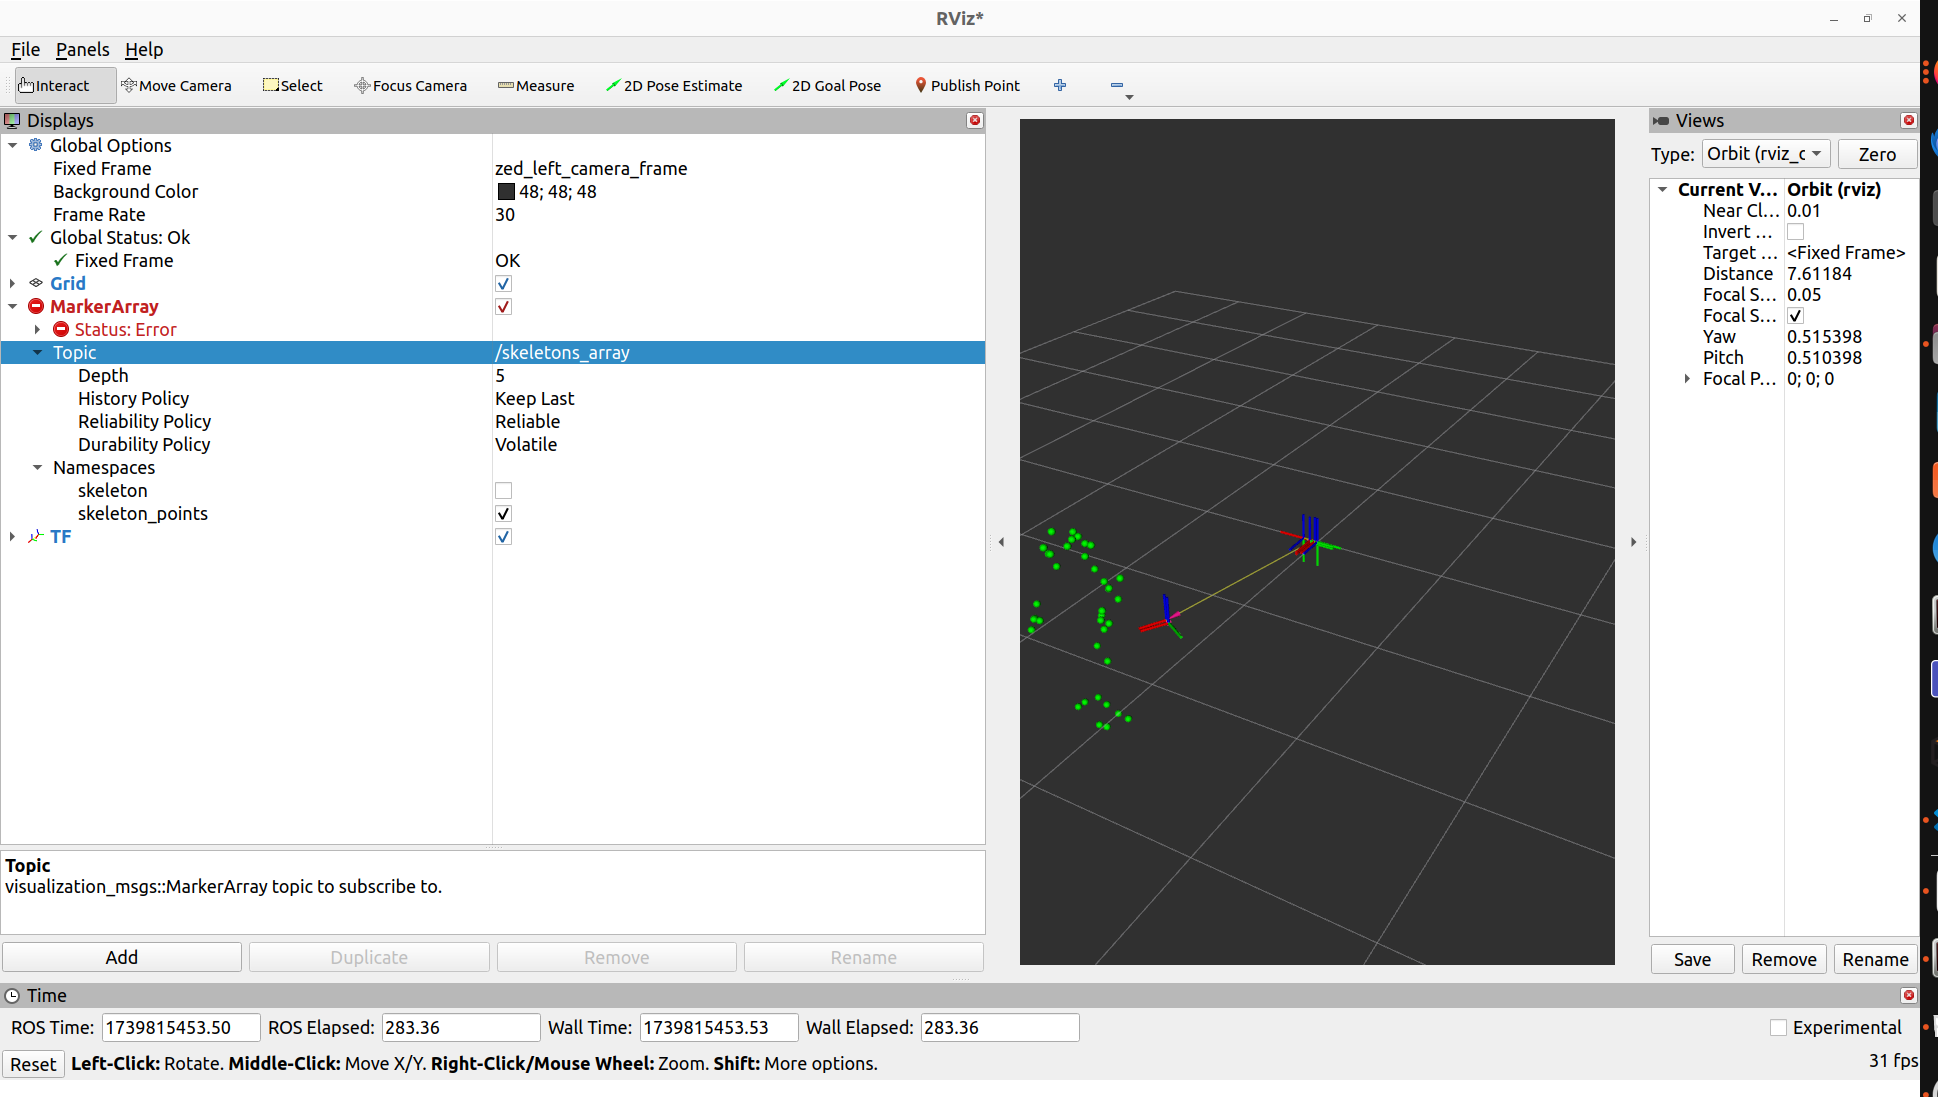 RViz*
File Panels Help
Interact Move Camera Select Focus Camera Measure 2D Pose Estimate 2D Goal Pose Publish Point
Displays
Global Options
Fixed Frame zed_left_camera_frame
Background Color 48; 48; 48
Frame Rate 30
Global Status: Ok
Fixed Frame OK
Grid
MarkerArray
Status: Error
Topic /skeletons_array
Depth 5
History Policy Keep Last
Reliability Policy Reliable
Durability Policy Volatile
Namespaces
skeleton
skeleton_points
TF
Topic
visualization_msgs::MarkerArray topic to subscribe to.
Add Duplicate Remove Rename
Views
Type: Orbit (rviz_c Zero
Current V... Orbit (rviz)
Near Cl... 0.01
Invert ...
Target ... <Fixed Frame>
Distance 7.61184
Focal S... 0.05
Focal S...
Yaw 0.515398
Pitch 0.510398
Focal P... 0; 0; 0
Save Remove Rename
Time
ROS Time: 1739815453.50 ROS Elapsed: 283.36 Wall Time: 1739815453.53 Wall Elapsed: 283.36 Experimental
Reset Left-Click: Rotate. Middle-Click: Move X/Y. Right-Click/Mouse Wheel: Zoom. Shift: More options. 31 fps